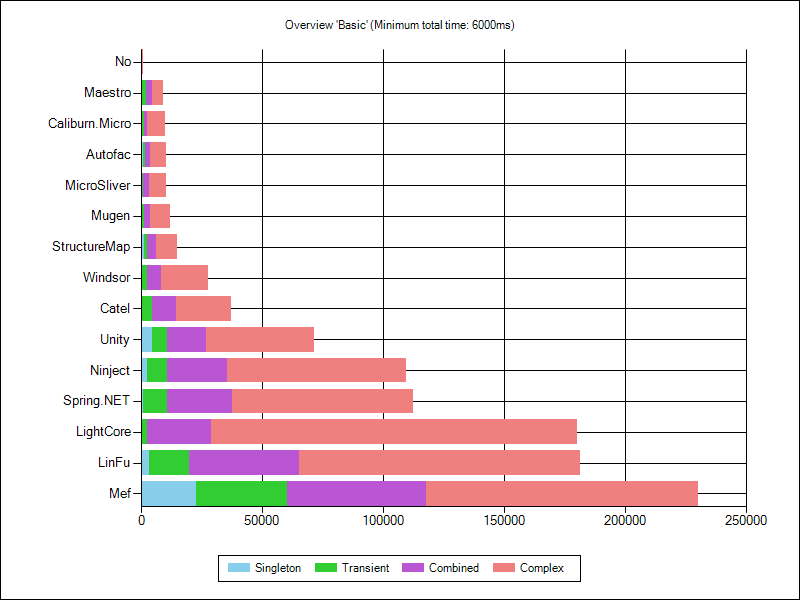 Overview 'Basic' (Minimum total time: 6000ms)
No
Maestro
Caliburn.Micro
Autofac
MicroSliver
Mugen
StructureMap
Windsor
Catel
Unity
Ninject
Spring.NET
LightCore
LinFu
Mef
0 50000 100000 150000 200000 250000
Singleton Transient Combined Complex